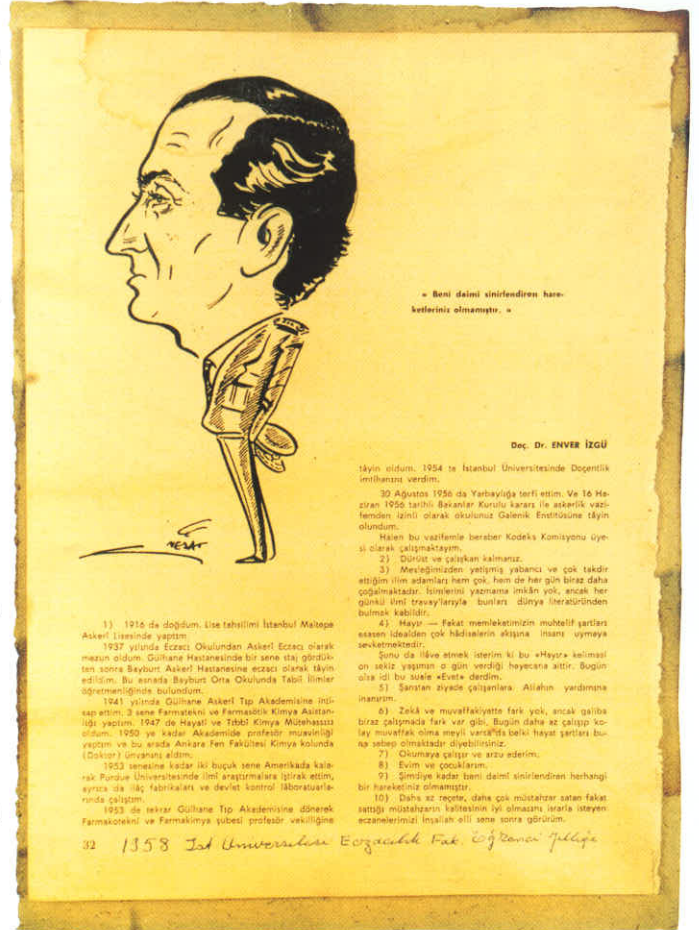 « Beni daimi sinirlendiren hare-
ketleriniz olmamıştır. »
Doç. Dr. ENVER İZGÜ
NEJAT
1) 1916 da doğdum. Lise tahsilimi İstanbul Maltepe
Askerî Lisesinde yaptım
1937 yılında Eczacı Okulundan Askerî Eczacı olarak
mezun oldum. Gülhane Hastanesinde bir sene staj gördük-
ten sonra Bayburt Askerî Hastanesine eczacı olarak tâyin
edildim. Bu esnada Bayburt Orta Okulunda Tabiî ilimler
öğretmenliğinde bulundum.
1941 yılında Gülhane Askerî Tıp Akademisine inti-
sap ettim. 3 sene Farmatekni ve Farmasötik Kimya Asistan-
lığı yaptım. 1947 de Hayatî ve Tıbbî Kimya Mütehassısı
oldum. 1950 ye kadar Akademide profesör muavinliği
yaptım ve bu arada Ankara Fen Fakültesi Kimya kolunda
(Doktor) ünvanını aldım.
1953 senesine kadar iki buçuk sene Amerikada kala-
rak Purdue Üniversitesinde ilmî araştırmalara iştirak ettim,
ayrıca da ilâç fabrikaları ve devlet kontrol lâboratuarla-
rında çalıştım.
1953 de tekrar Gülhane Tıp Akademisine dönerek
Farmakotekni ve Farmakimya şubesi profesör vekilliğine
tâyin oldum. 1954 te İstanbul Üniversitesinde Doçentlik
imtihanını verdim.
30 Ağustos 1956 da Yarbaylığa terfi ettim. Ve 16 Ha-
ziran 1956 tarihli Bakanlar Kurulu kararı ile askerlik vazi-
femden izinli olarak okulunuz Galenik Enstitüsüne tâyin
olundum.
Halen bu vazifemle beraber Kodeks Komisyonu üye-
si olarak çalışmaktayım.
2) Dürüst ve çalışkan kalmanız.
3) Mesleğimizden yetişmiş yabancı ve çok takdir
ettiğim ilim adamları hem çok, hem de her gün biraz daha
çoğalmaktadır. İsimlerini yazmama imkân yok, ancak her
günkü ilmî travay'larıyla bunları dünya literatüründen
bulmak kabildir.
4) Hayır — Fakat memleketimizin muhtelif şartları
esasen idealden çok hâdiselerin akışına insanı uymaya
sevketmektedir.
Şunu da ilâve etmek isterim ki bu «Hayır» kelimesi
on sekiz yaşımın o gün verdiği heyecana aittir. Bugün
olsa idi bu suale «Evet» derdim.
5) Şanstan ziyade çalışanlara Allahın yardımına
inanırım.
6) Zekâ ve muvaffakiyette fark yok, ancak galiba
biraz çalışmada fark var gibi. Bugün daha az çalışıp ko-
lay muvaffak olma meyli varsa da belki hayat şartları bu-
na sebep olmaktadır diyebilirsiniz.
7) Okumaya çalışır ve arzu ederim.
8) Evim ve çocuklarım.
9) Şimdiye kadar beni daimî sinirlendiren herhangi
bir hareketiniz olmamıştır.
10) Daha az reçete, daha çok müstahzar satan fakat
sattığı müstahzarın kalitesinin iyi olmasını ısrarla isteyen
eczanelerimizi İnşallah elli sene sonra görürüm.
32 1958 İst Üniversitesi Eczacılık Fak. Öğrenci Yıllığı